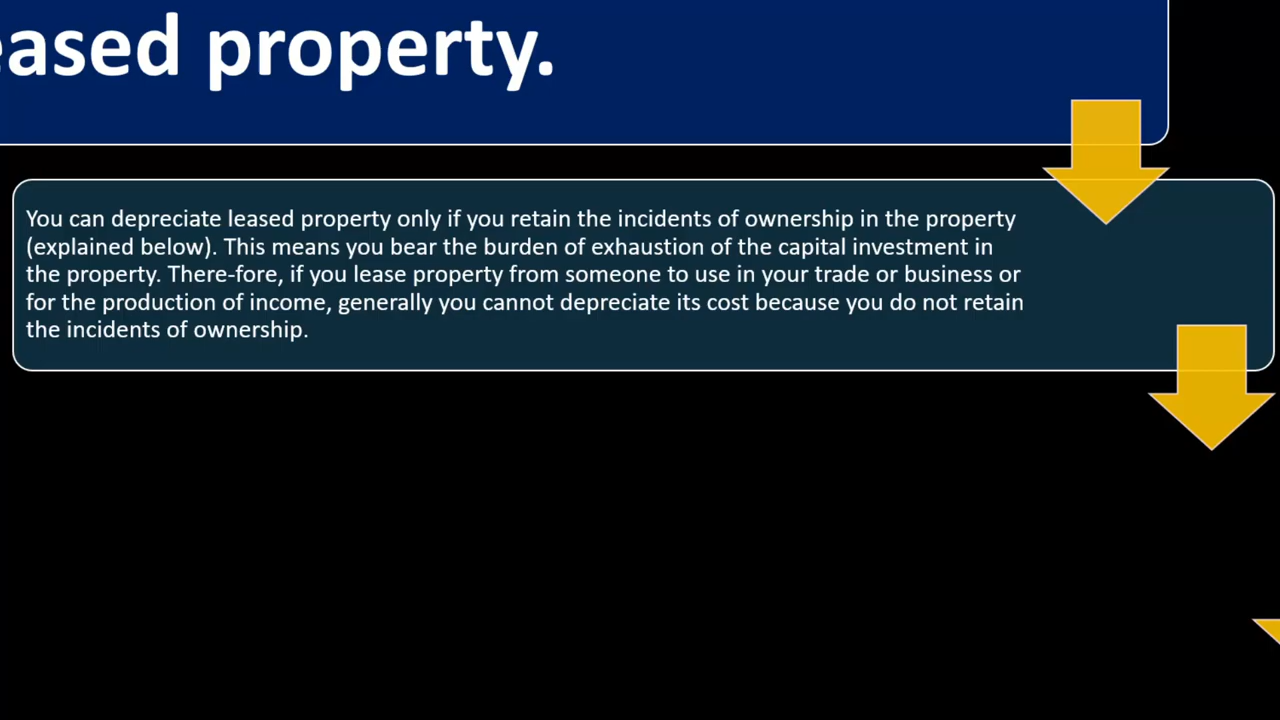 eased property.
You can depreciate leased property only if you retain the incidents of ownership in the property
(explained below). This means you bear the burden of exhaustion of the capital investment in
the property. There-fore, if you lease property from someone to use in your trade or business or
for the production of income, generally you cannot depreciate its cost because you do not retain
the incidents of ownership.